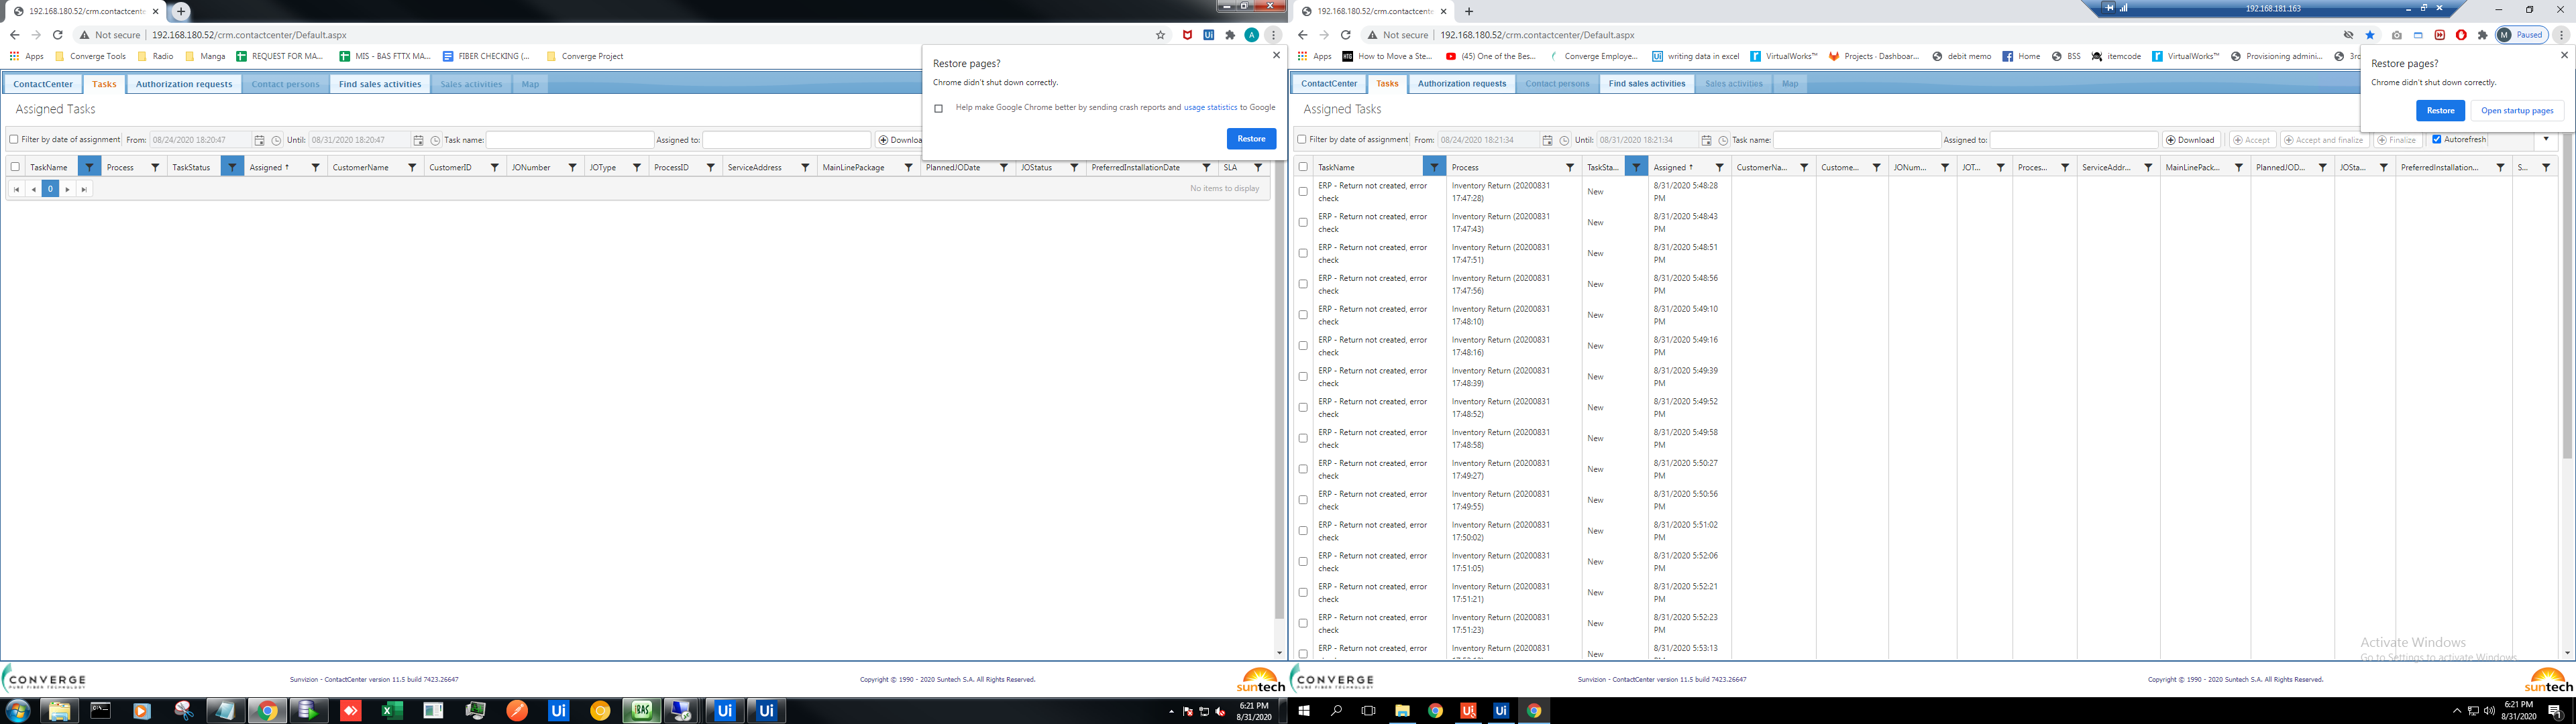 192.168.180.52/crm.contactcente
Not secure
192.168.180.52/crm.contactcenter/Default.aspx
Apps
Converge Tools
Radio
Manga
REQUEST FOR MA...
MIS - BAS FTTX MA...
FIBER CHECKING (...
Converge Project
Restore pages?
Chrome didn't shut down correctly.
Help make Google Chrome better by sending crash reports and usage statistics to Google
Restore
ContactCenter
Tasks
Authorization requests
Contact persons
Find sales activities
Sales activities
Map
Assigned Tasks
Filter by date of assignment
From:
08/24/2020 18:20:47
Until:
08/31/2020 18:20:47
Task name:
Assigned to:
Downloa
TaskName
Process
TaskStatus
Assigned ↑
CustomerName
CustomerID
JONumber
JOType
ProcessID
ServiceAddress
MainLinePackage
PlannedJODate
JOStatus
PreferredInstallationDate
SLA
0
No items to display
CONVERGE
PURE FIBER TECHNOLOGY
Sunvizion - ContactCenter version 11.5 build 7423.26647
Copyright © 1990 - 2020 Suntech S.A. All Rights Reserved.
suntech
6:21 PM
8/31/2020
192.168.180.52/crm.contactcente
192.168.181.163
Not secure
192.168.180.52/crm.contactcenter/Default.aspx
M Paused
Apps
How to Move a Ste...
(45) One of the Bes...
Converge Employe...
writing data in excel
VirtualWorks™
Projects - Dashboar...
debit memo
Home
BSS
itemcode
VirtualWorks™
Provisioning admini...
Restore pages?
Chrome didn't shut down correctly.
Restore
Open startup pages
ContactCenter
Tasks
Authorization requests
Contact persons
Find sales activities
Sales activities
Map
Assigned Tasks
Filter by date of assignment
From:
08/24/2020 18:21:34
Until:
08/31/2020 18:21:34
Task name:
Assigned to:
Download
Accept
Accept and finalize
Finalize
Autorefresh
TaskName
Process
TaskSta...
Assigned ↑
CustomerNa...
Custome...
JONum...
JOT...
Proces...
ServiceAddr...
MainLinePack...
PlannedJOD...
JOSta...
PreferredInstallation...
S...
ERP - Return not created, error check
Inventory Return (20200831 17:47:28)
New
8/31/2020 5:48:28 PM
ERP - Return not created, error check
Inventory Return (20200831 17:47:43)
New
8/31/2020 5:48:43 PM
ERP - Return not created, error check
Inventory Return (20200831 17:47:51)
New
8/31/2020 5:48:51 PM
ERP - Return not created, error check
Inventory Return (20200831 17:47:56)
New
8/31/2020 5:48:56 PM
ERP - Return not created, error check
Inventory Return (20200831 17:48:10)
New
8/31/2020 5:49:10 PM
ERP - Return not created, error check
Inventory Return (20200831 17:48:16)
New
8/31/2020 5:49:16 PM
ERP - Return not created, error check
Inventory Return (20200831 17:48:39)
New
8/31/2020 5:49:39 PM
ERP - Return not created, error check
Inventory Return (20200831 17:48:52)
New
8/31/2020 5:49:52 PM
ERP - Return not created, error check
Inventory Return (20200831 17:48:58)
New
8/31/2020 5:49:58 PM
ERP - Return not created, error check
Inventory Return (20200831 17:49:27)
New
8/31/2020 5:50:27 PM
ERP - Return not created, error check
Inventory Return (20200831 17:49:55)
New
8/31/2020 5:50:56 PM
ERP - Return not created, error check
Inventory Return (20200831 17:50:02)
New
8/31/2020 5:51:02 PM
ERP - Return not created, error check
Inventory Return (20200831 17:51:05)
New
8/31/2020 5:52:06 PM
ERP - Return not created, error check
Inventory Return (20200831 17:51:21)
New
8/31/2020 5:52:21 PM
ERP - Return not created, error check
Inventory Return (20200831 17:51:23)
New
8/31/2020 5:52:23 PM
ERP - Return not created, error
Inventory Return (20200831
New
8/31/2020 5:53:13
Activate Windows
Go to Settings to activate Windows.
CONVERGE
PURE FIBER TECHNOLOGY
Sunvizion - ContactCenter version 11.5 build 7423.26647
Copyright © 1990 - 2020 Suntech S.A. All Rights Reserved.
suntech
6:21 PM
8/31/2020